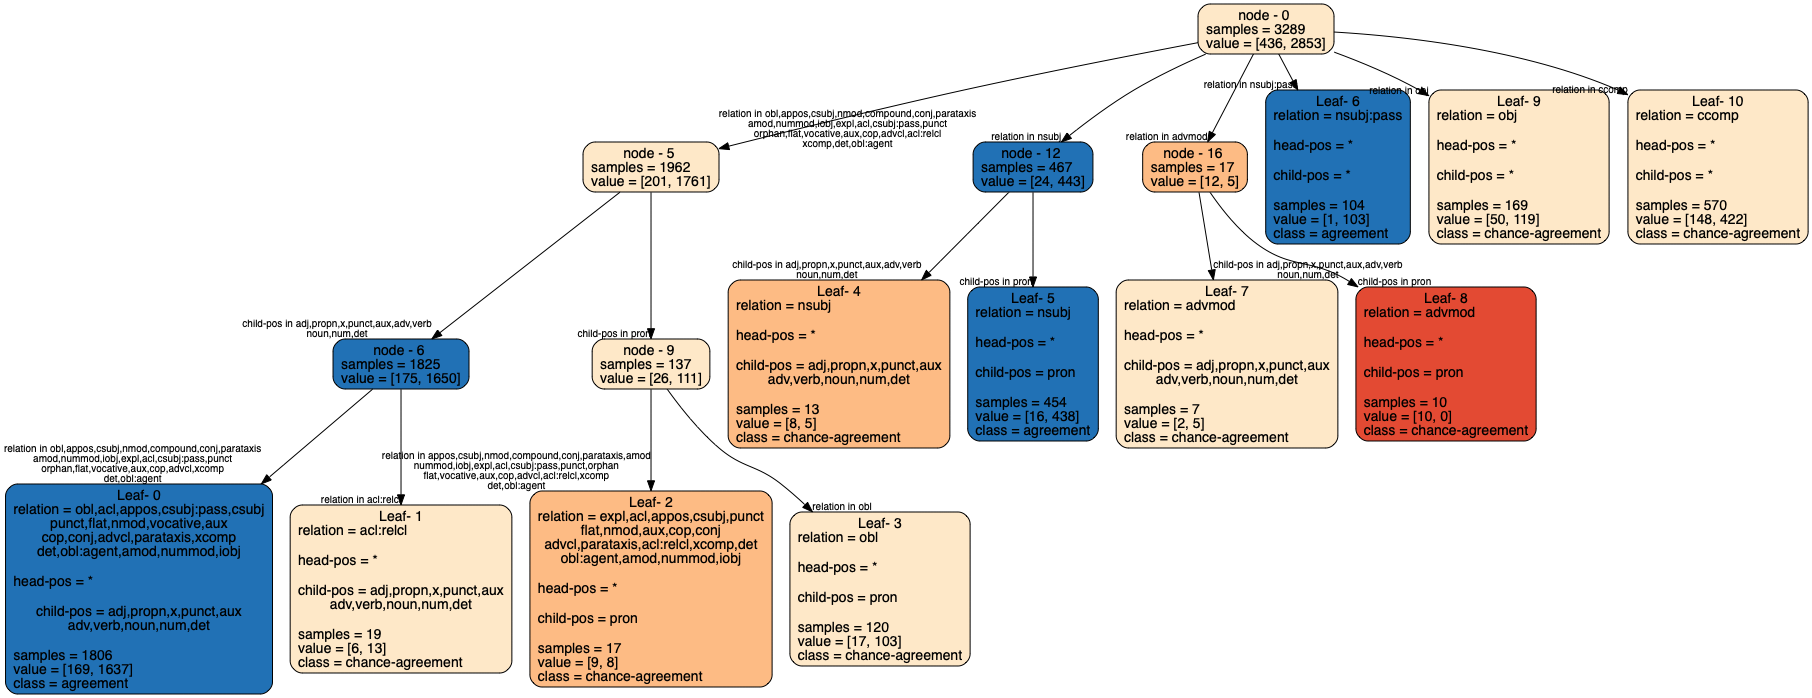 node - 0
samples = 3289
value = [436, 2853]
relation in obl,appos,csubj,nmod,compound,conj,parataxis
amod,nummod,iobj,expl,acl,csubj:pass,punct
orphan,flat,vocative,aux,cop,advcl,acl:relcl
xcomp,det,obl:agent
relation in nsubj
relation in advmod
relation in nsubj:pass
relation in obj
relation in ccomp
node - 5
samples = 1962
value = [201, 1761]
node - 12
samples = 467
value = [24, 443]
node - 16
samples = 17
value = [12, 5]
Leaf- 6
relation = nsubj:pass
head-pos = *
child-pos = *
samples = 104
value = [1, 103]
class = agreement
Leaf- 9
relation = obj
head-pos = *
child-pos = *
samples = 169
value = [50, 119]
class = chance-agreement
Leaf- 10
relation = ccomp
head-pos = *
child-pos = *
samples = 570
value = [148, 422]
class = chance-agreement
child-pos in adj,propn,x,punct,aux,adv,verb
noun,num,det
child-pos in pron
child-pos in adj,propn,x,punct,aux,adv,verb
noun,num,det
child-pos in pron
child-pos in adj,propn,x,punct,aux,adv,verb
noun,num,det
child-pos in pron
node - 6
samples = 1825
value = [175, 1650]
node - 9
samples = 137
value = [26, 111]
Leaf- 4
relation = nsubj
head-pos = *
child-pos = adj,propn,x,punct,aux
adv,verb,noun,num,det
samples = 13
value = [8, 5]
class = chance-agreement
Leaf- 5
relation = nsubj
head-pos = *
child-pos = pron
samples = 454
value = [16, 438]
class = agreement
Leaf- 7
relation = advmod
head-pos = *
child-pos = adj,propn,x,punct,aux
adv,verb,noun,num,det
samples = 7
value = [2, 5]
class = chance-agreement
Leaf- 8
relation = advmod
head-pos = *
child-pos = pron
samples = 10
value = [10, 0]
class = chance-agreement
relation in obl,appos,csubj,nmod,compound,conj,parataxis
amod,nummod,iobj,expl,acl,csubj:pass,punct
orphan,flat,vocative,aux,cop,advcl,xcomp
det,obl:agent
relation in acl:relcl
relation in appos,csubj,nmod,compound,conj,parataxis,amod
nummod,iobj,expl,acl,csubj:pass,punct,orphan
flat,vocative,aux,cop,advcl,acl:relcl,xcomp
det,obl:agent
relation in obl
Leaf- 0
relation = obl,acl,appos,csubj:pass,csubj
punct,flat,nmod,vocative,aux
cop,conj,advcl,parataxis,xcomp
det,obl:agent,amod,nummod,iobj
head-pos = *
child-pos = adj,propn,x,punct,aux
adv,verb,noun,num,det
samples = 1806
value = [169, 1637]
class = agreement
Leaf- 1
relation = acl:relcl
head-pos = *
child-pos = adj,propn,x,punct,aux
adv,verb,noun,num,det
samples = 19
value = [6, 13]
class = chance-agreement
Leaf- 2
relation = expl,acl,appos,csubj,punct
flat,nmod,aux,cop,conj
advcl,parataxis,acl:relcl,xcomp,det
obl:agent,amod,nummod,iobj
head-pos = *
child-pos = pron
samples = 17
value = [9, 8]
class = chance-agreement
Leaf- 3
relation = obl
head-pos = *
child-pos = pron
samples = 120
value = [17, 103]
class = chance-agreement